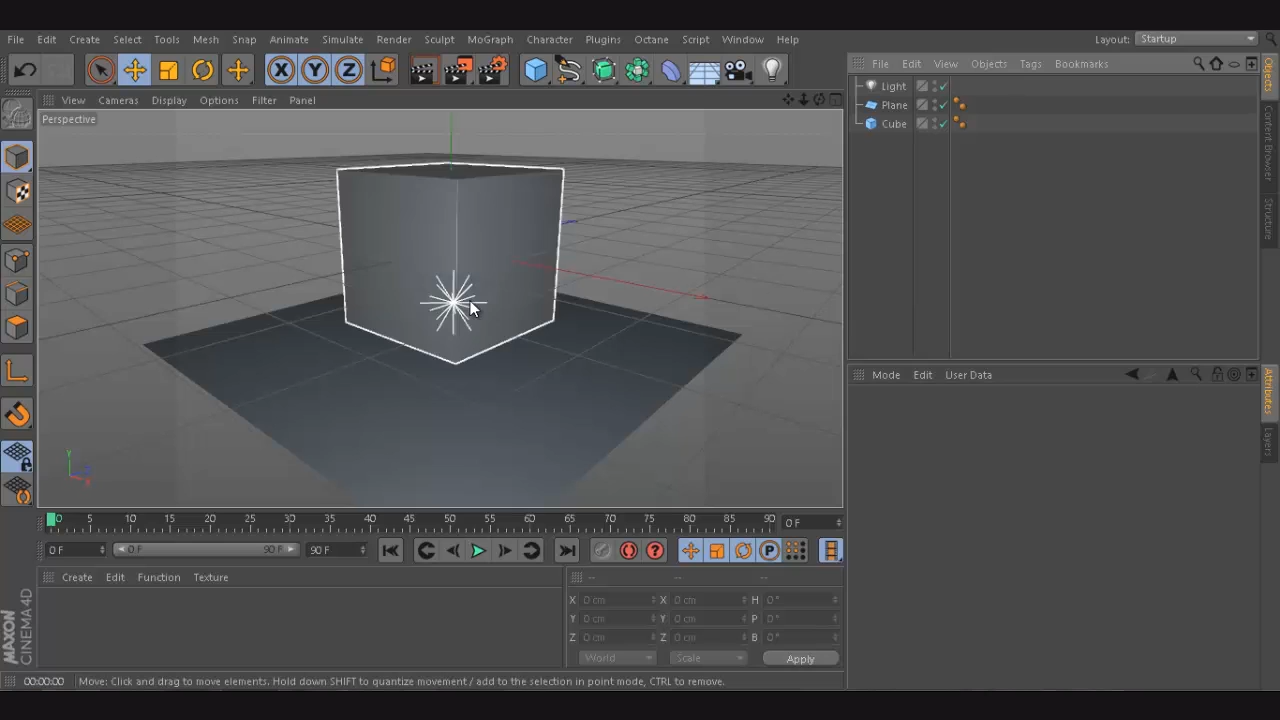 File Edit Create Select Tools Mesh Snap Animate Simulate Render Sculpt MoGraph Character Plugins Octane Script Window Help Layout: Startup
X Y Z
File Edit View Objects Tags Bookmarks
Light
Plane
Cube
Objects
Content Browser
Structure
View Cameras Display Options Filter Panel
Perspective
Y
Z
X
Mode Edit User Data
Attributes
Layers
0 5 10 15 20 25 30 35 40 45 50 55 60 65 70 75 80 85 90 0 F
0 F 0 F 90 F 90 F P
Create Edit Function Texture
-- -- --
X 0 cm X 0 cm H 0 °
Y 0 cm Y 0 cm P 0 °
Z 0 cm Z 0 cm B 0 °
World Scale Apply
MAXON
CINEMA 4D
00:00:00 Move: Click and drag to move elements. Hold down SHIFT to quantize movement / add to the selection in point mode, CTRL to remove.